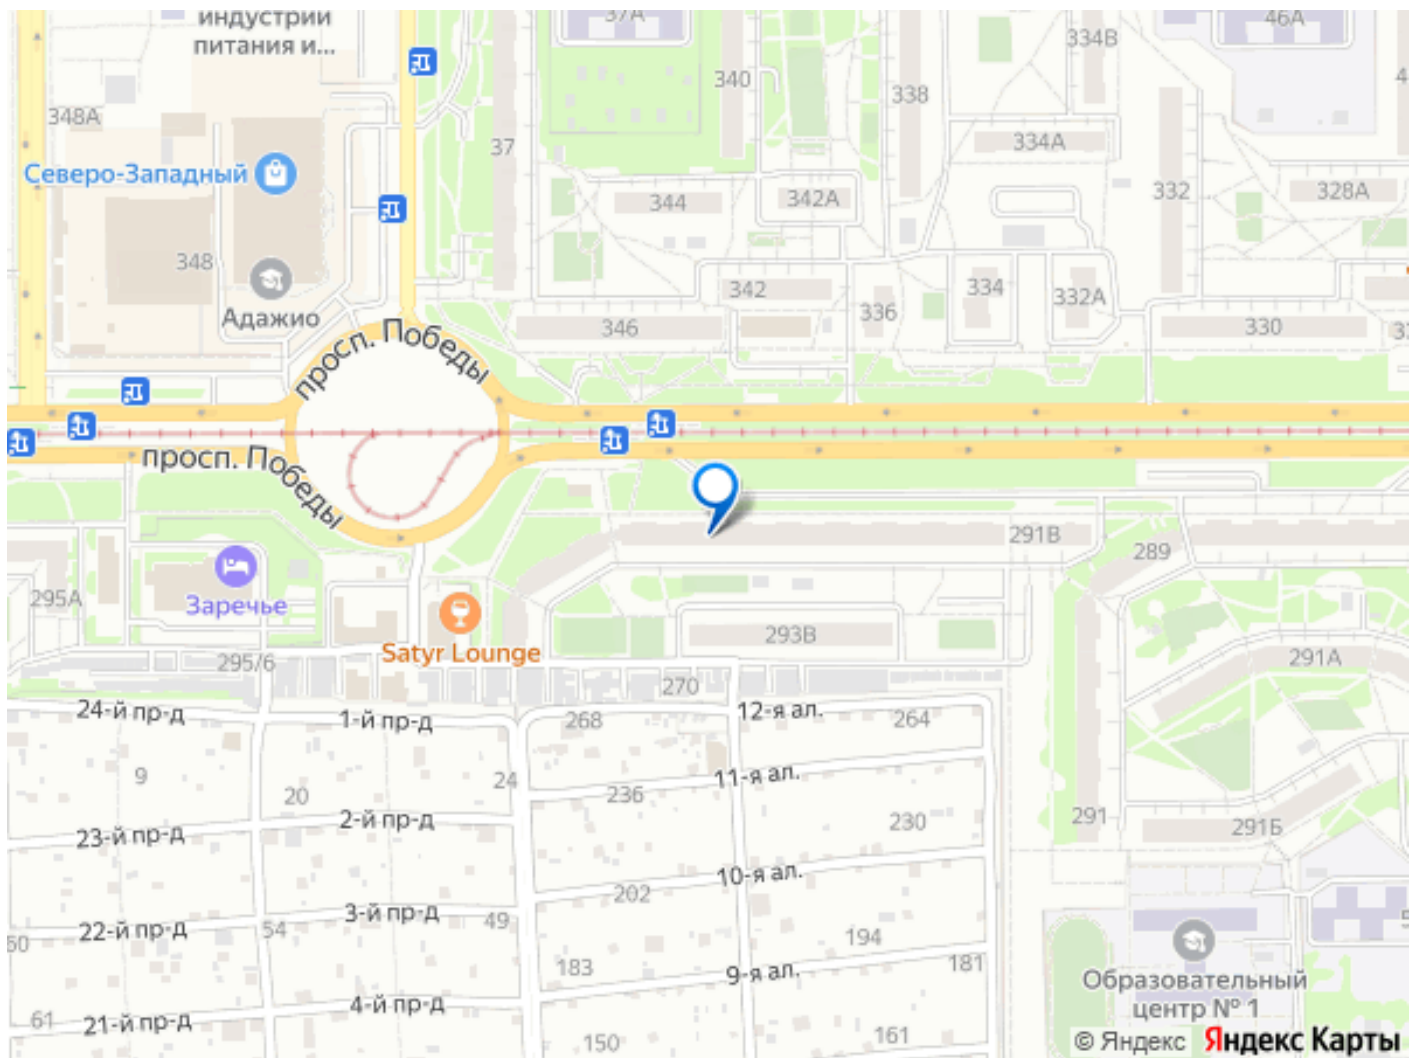 индустрии
питания и...
37А
46А
334В
340
338
348А
334А
37
Северо-Западный
332
328А
344
342А
348
342
334
332А
336
Адажио
346
330
просп. Победы
просп. Победы
291В
289
295А
Заречье
293В
Satyr Lounge
295/6
291А
270
24-й пр-д
1-й пр-д
268
12-я ал.
264
9
20
24
236
11-я ал.
230
23-й пр-д
2-й пр-д
291
291Б
202
10-я ал.
22-й пр-д
54
3-й пр-д
49
194
183
9-я ал.
181
Образовательный
центр № 1
61
21-й пр-д
4-й пр-д
150
161
© Яндекс Яндекс Карты